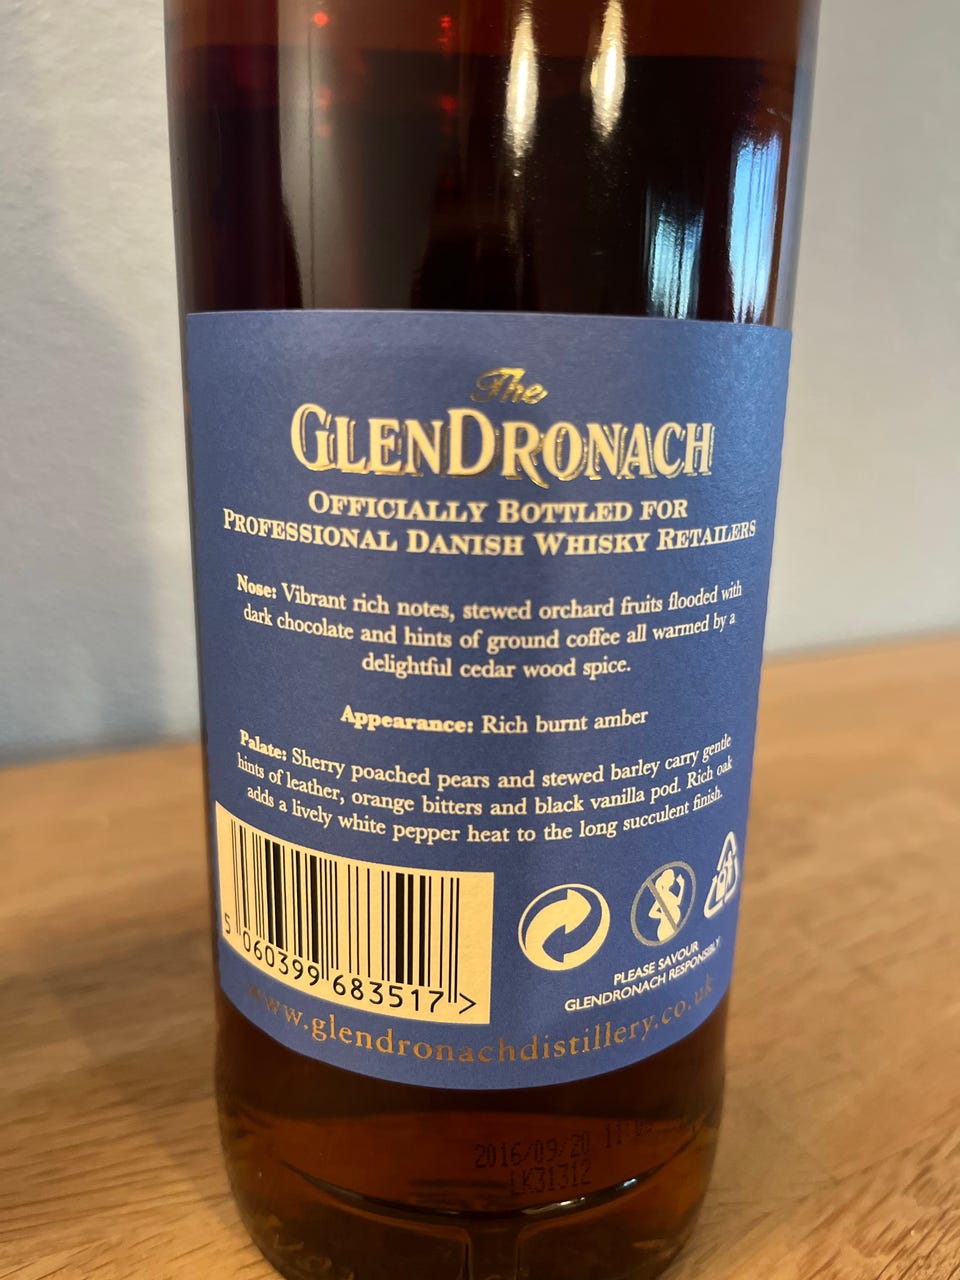 The
GLENDRONACH
OFFICIALLY BOTTLED FOR
PROFESSIONAL DANISH WHISKY RETAILERS
Nose: Vibrant rich notes, stewed orchard fruits flooded with
dark chocolate and hints of ground coffee all warmed by a
delightful cedar wood spice.
Appearance: Rich burnt amber
Palate: Sherry poached pears and stewed barley carry gentle
hints of leather, orange bitters and black vanilla pod. Rich oak
adds a lively white pepper heat to the long succulent finish.
5 060399 683517 >
PLEASE SAVOUR
GLENDRONACH RESPONSIBLY
www.glendronachdistillery.co.uk
2016/09/20
LK31312